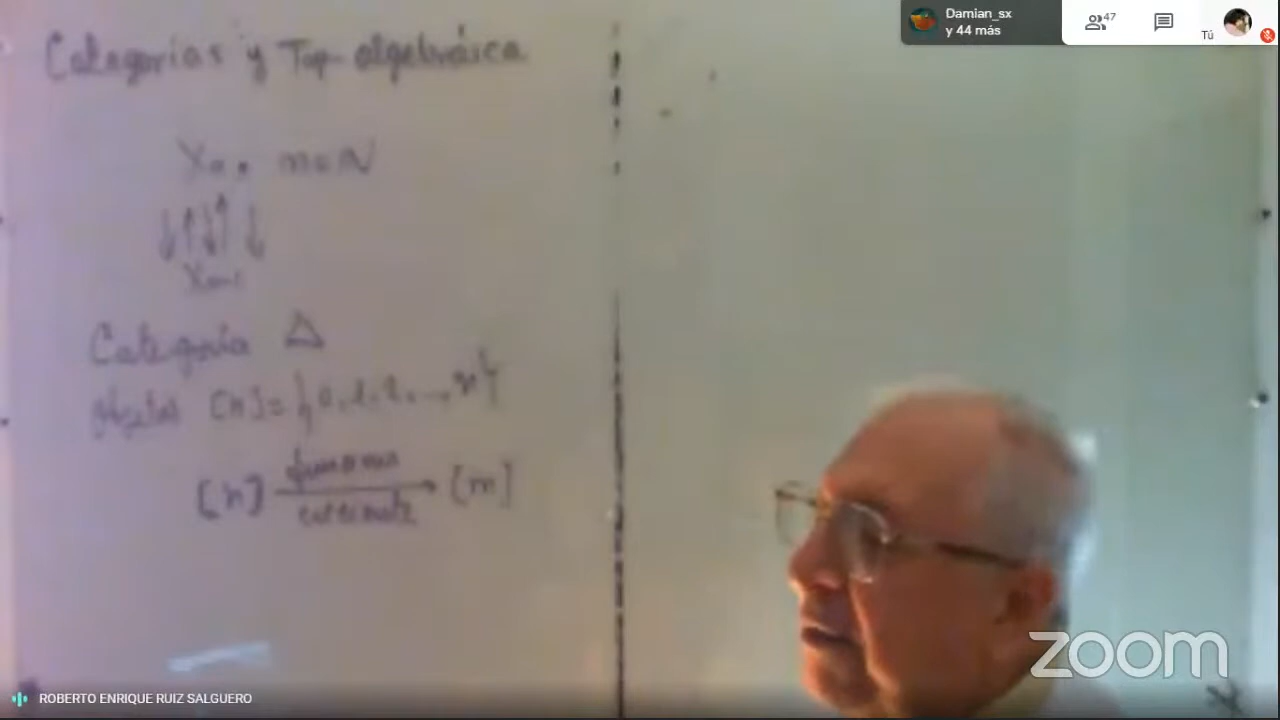 Categorías y Top. algebráica
Xn, n∈N
Xn-1
Categoría Δ
Objetos [n]={0,1,2,...,n}
[n] → [m]
Damian_sx
y 44 más
47
Tú
zoom
ROBERTO ENRIQUE RUIZ SALGUERO